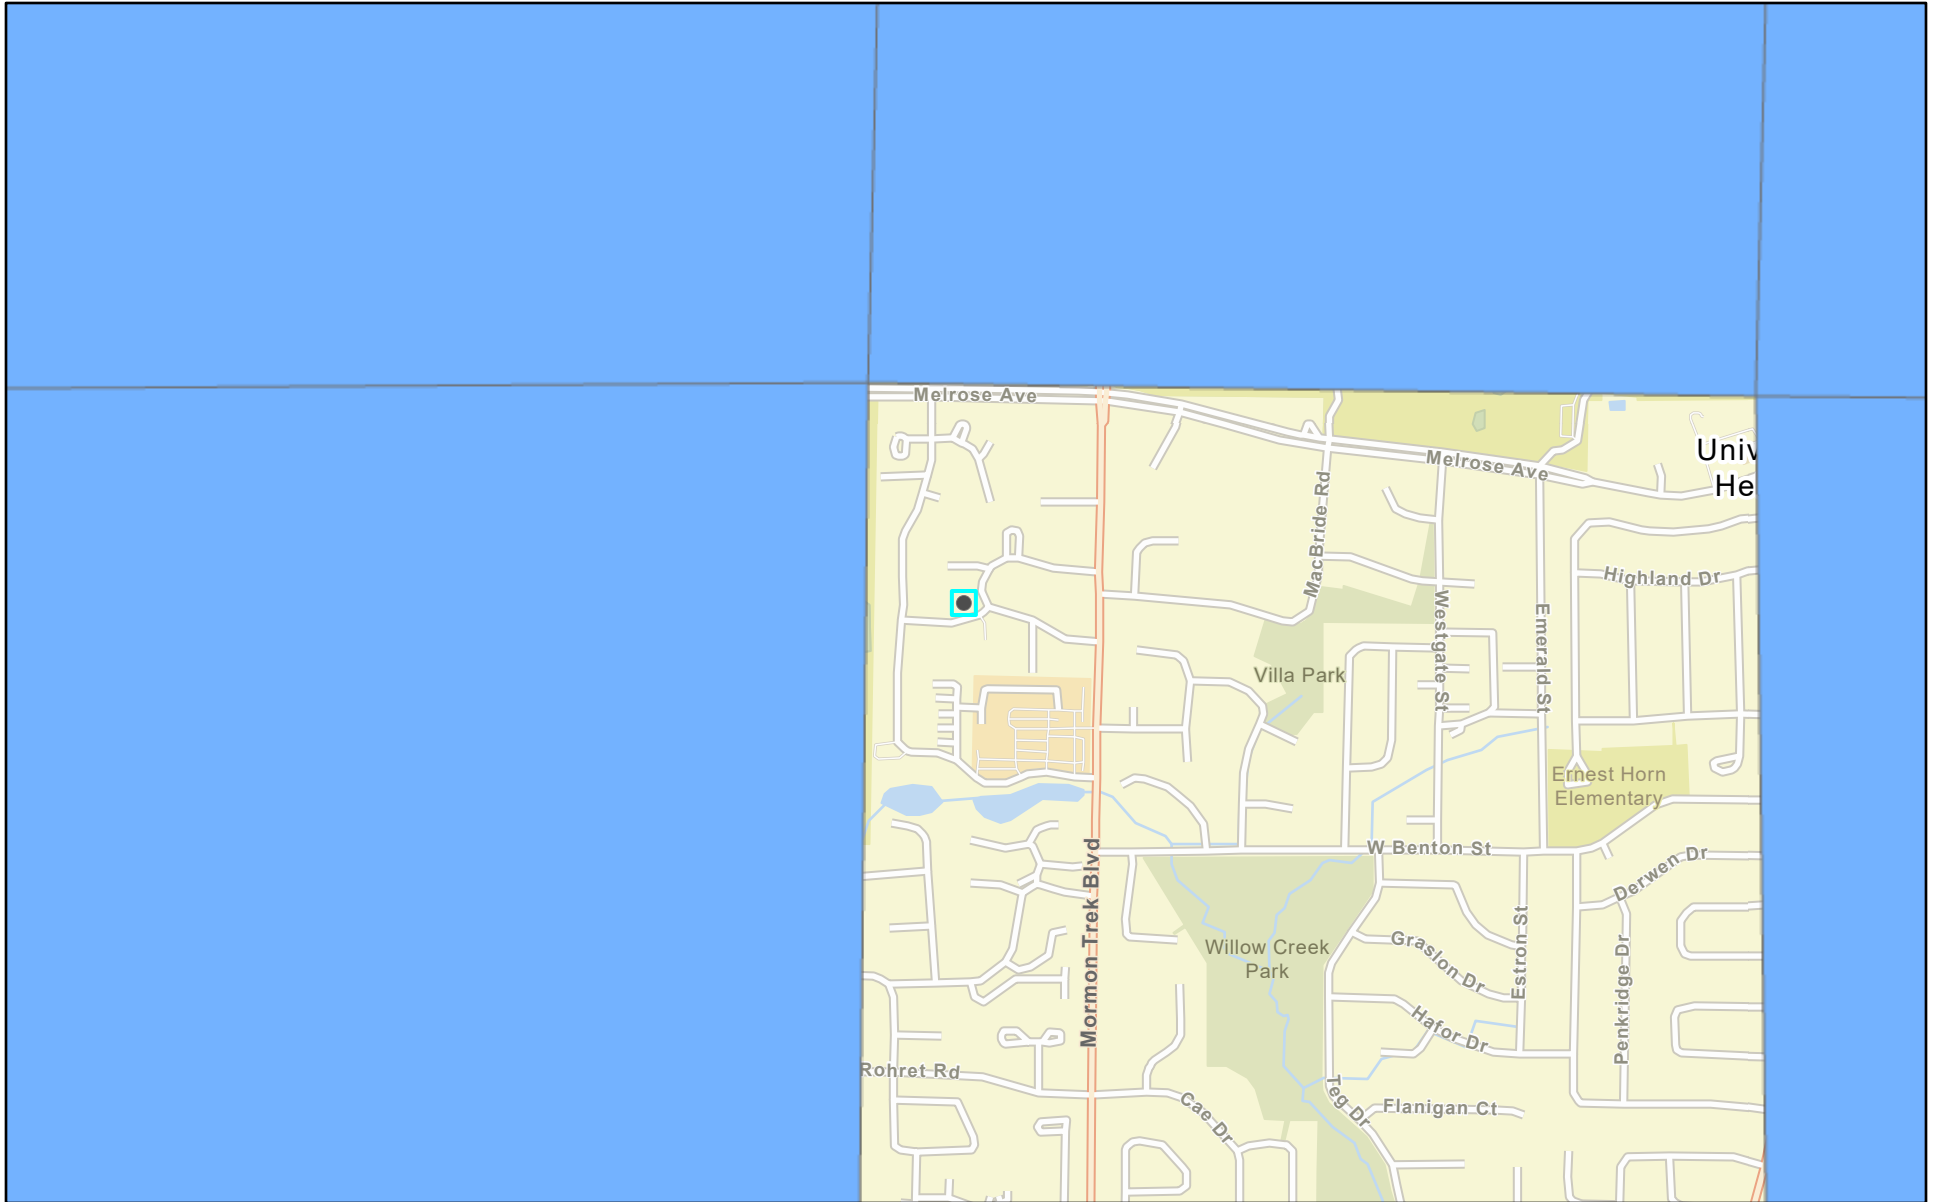 Melrose Ave
Univ
He
Melrose Ave
MacBride Rd
Highland Dr
Westgate St
Emerald St
Villa Park
Ernest Horn
Elementary
W Benton St
Mormon Trek Blvd
Derwen Dr
Estron St
Graslon Dr
Willow Creek
Park
Penkridge Dr
Hafor Dr
Rohret Rd
Teg Dr
Cae Dr
Flanigan Ct